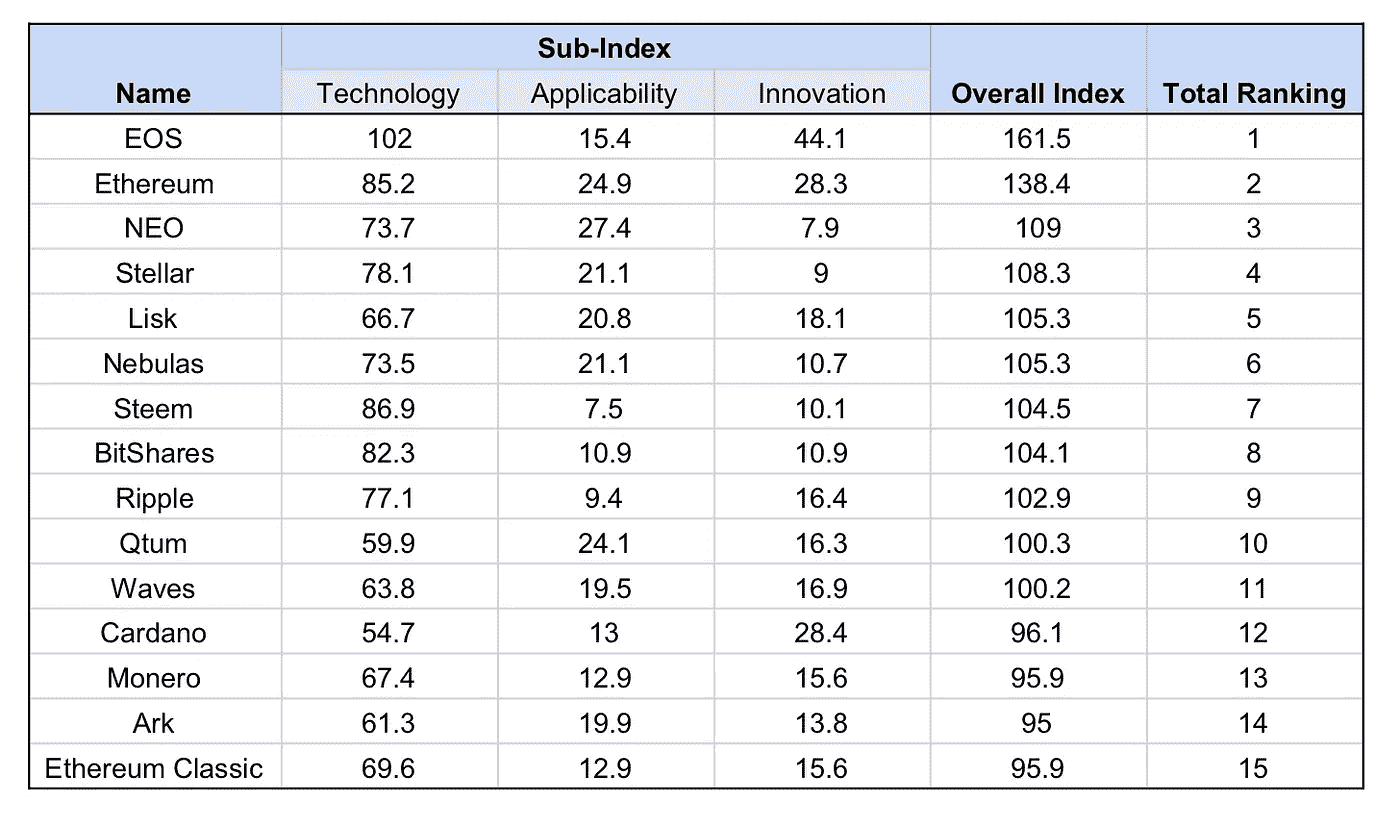 Sub-Index
Name Technology Applicability Innovation Overall Index Total Ranking
EOS 102 15.4 44.1 161.5 1
Ethereum 85.2 24.9 28.3 138.4 2
NEO 73.7 27.4 7.9 109 3
Stellar 78.1 21.1 9 108.3 4
Lisk 66.7 20.8 18.1 105.3 5
Nebulas 73.5 21.1 10.7 105.3 6
Steem 86.9 7.5 10.1 104.5 7
BitShares 82.3 10.9 10.9 104.1 8
Ripple 77.1 9.4 16.4 102.9 9
Qtum 59.9 24.1 16.3 100.3 10
Waves 63.8 19.5 16.9 100.2 11
Cardano 54.7 13 28.4 96.1 12
Monero 67.4 12.9 15.6 95.9 13
Ark 61.3 19.9 13.8 95 14
Ethereum Classic 69.6 12.9 15.6 95.9 15